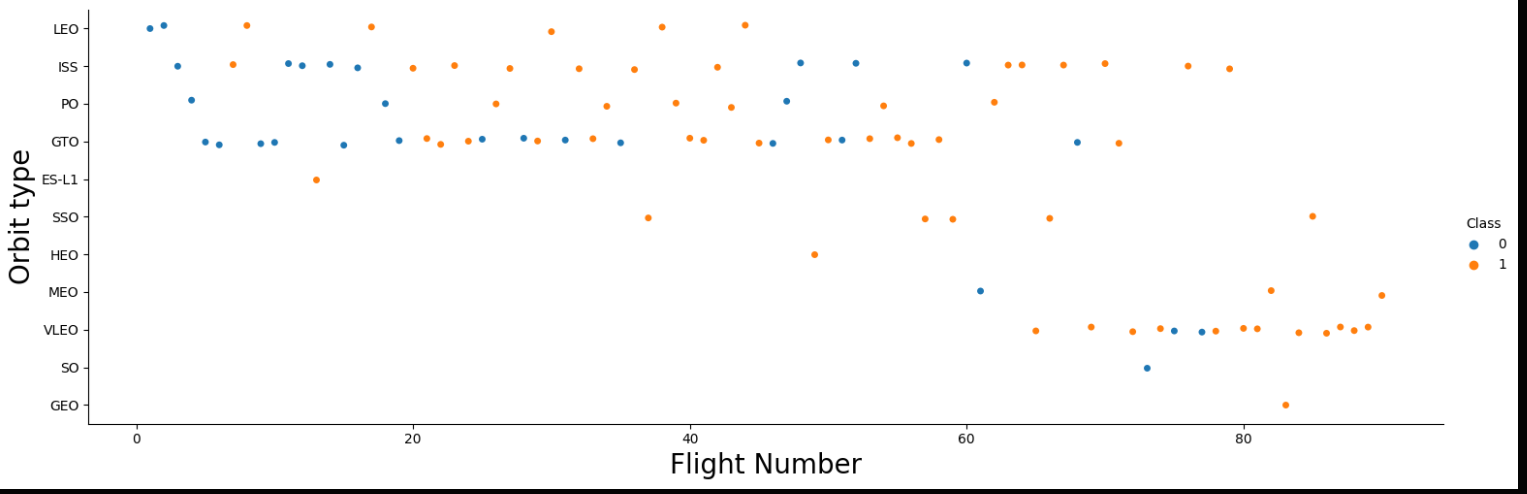 Orbit type
LEO
ISS
PO
GTO
ES-L1
SSO
HEO
MEO
VLEO
SO
GEO
0 20 40 60 80
Flight Number
Class
0
1